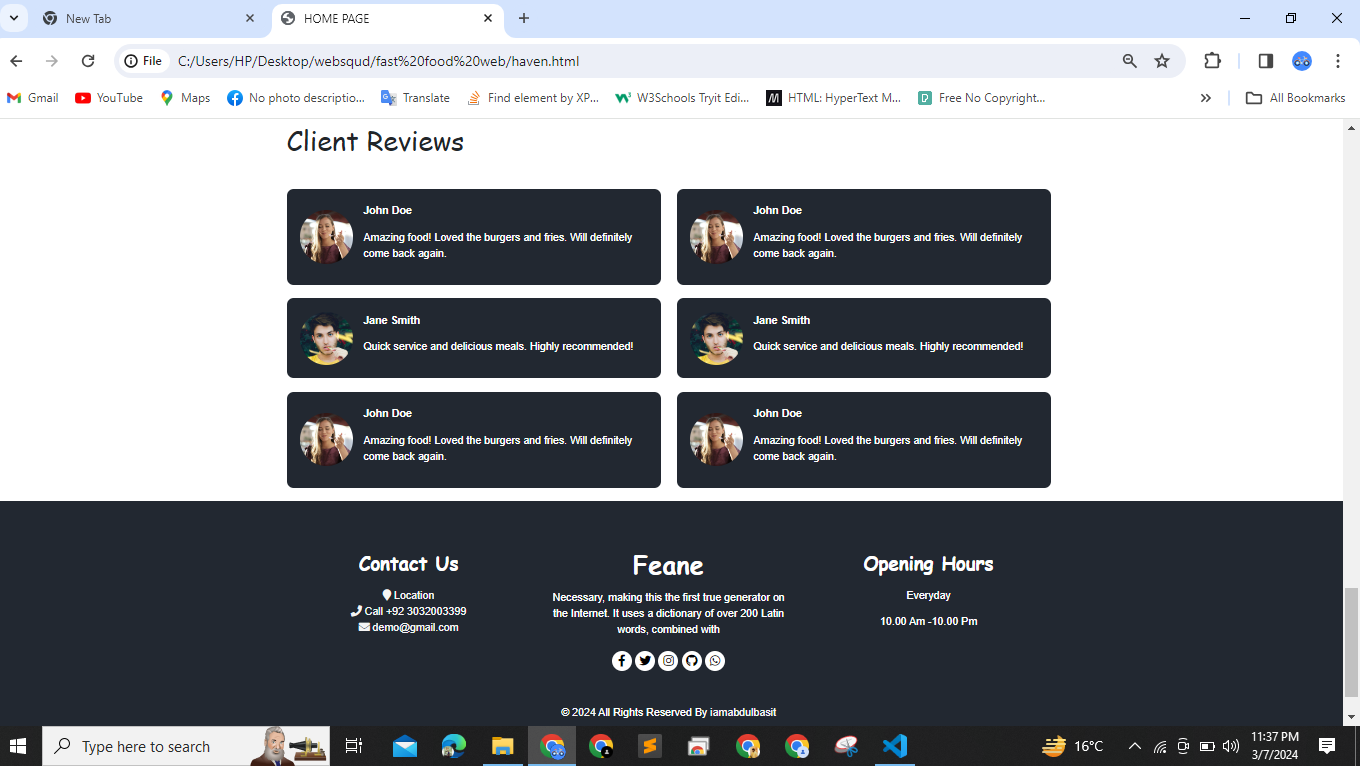 New Tab
HOME PAGE
File
C:/Users/HP/Desktop/websqud/fast%20food%20web/haven.html
Gmail
YouTube
Maps
No photo descriptio...
Translate
Find element by XP...
W3Schools Tryit Edi...
HTML: HyperText M...
Free No Copyright...
All Bookmarks
Client Reviews
John Doe
Amazing food! Loved the burgers and fries. Will definitely
come back again.
John Doe
Amazing food! Loved the burgers and fries. Will definitely
come back again.
Jane Smith
Quick service and delicious meals. Highly recommended!
Jane Smith
Quick service and delicious meals. Highly recommended!
John Doe
Amazing food! Loved the burgers and fries. Will definitely
come back again.
John Doe
Amazing food! Loved the burgers and fries. Will definitely
come back again.
Contact Us
Location
Call +92 3032003399
demo@gmail.com
Feane
Necessary, making this the first true generator on
the Internet. It uses a dictionary of over 200 Latin
words, combined with
Opening Hours
Everyday
10.00 Am -10.00 Pm
© 2024 All Rights Reserved By iamabdulbasit
Type here to search
16°C
11:37 PM
3/7/2024